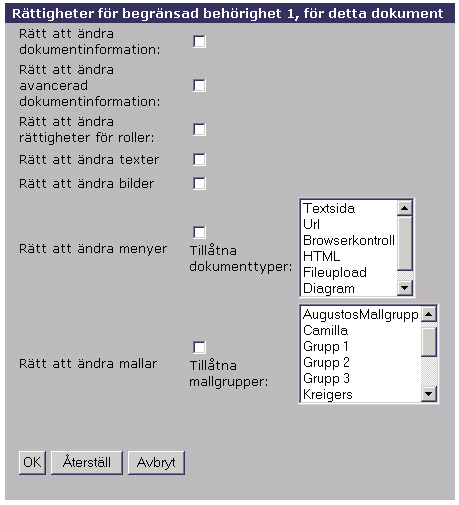 Rättigheter för begränsad behörighet 1, för detta dokument
Rätt att ändra
dokumentinformation:
Rätt att ändra
avancerad
dokumentinformation:
Rätt att ändra
rättigheter för roller:
Rätt att ändra texter
Rätt att ändra bilder
Rätt att ändra menyer
Tillåtna
dokumenttyper:
Textsida
Url
Browserkontroll
HTML
Fileupload
Diagram
Rätt att ändra mallar
Tillåtna
mallgrupper:
AugustosMallgrupp
Camilla
Grupp 1
Grupp 2
Grupp 3
Kreigers
OK Återställ Avbryt